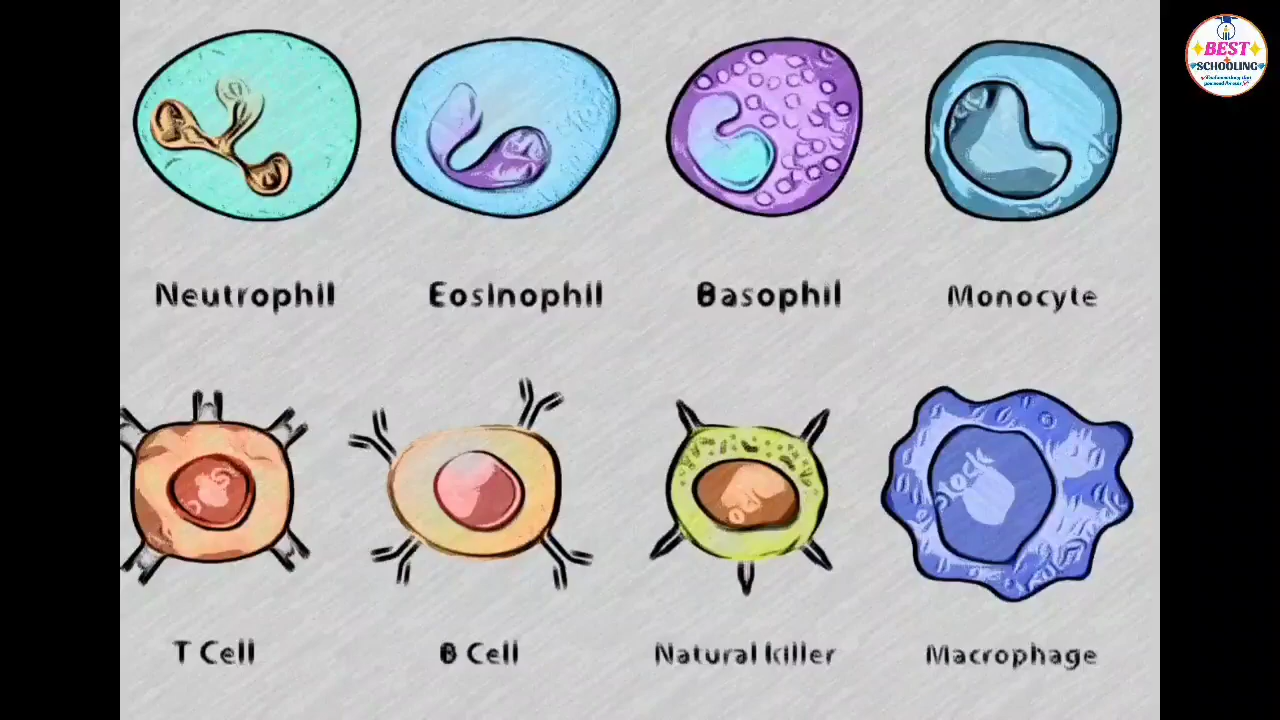 BEST
SCHOOLING
Neutrophil
Eosinophil
Basophil
Monocyte
T Cell
B Cell
Natural killer
Macrophage